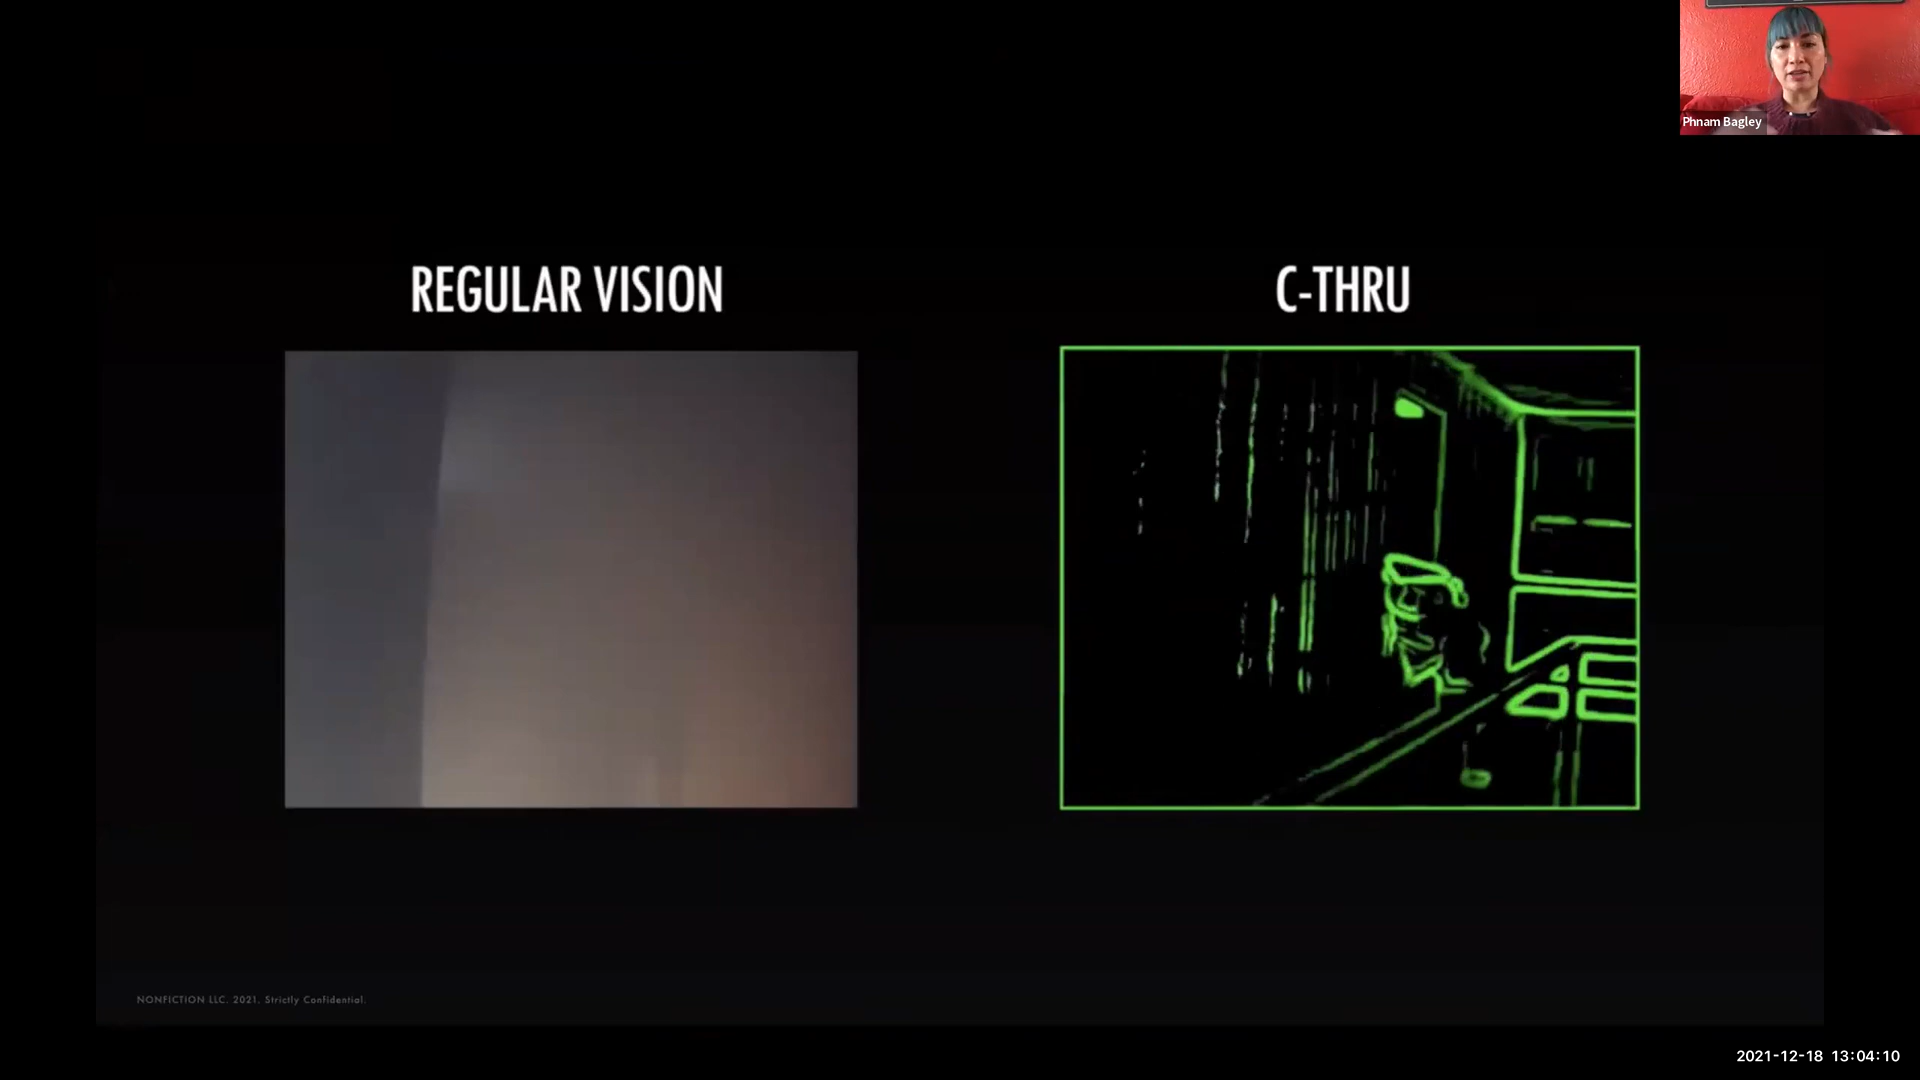 Phnam Bagley
REGULAR VISION
C-THRU
NONFICTION LLC. 2021. Strictly Confidential.
2021-12-18 13:04:10